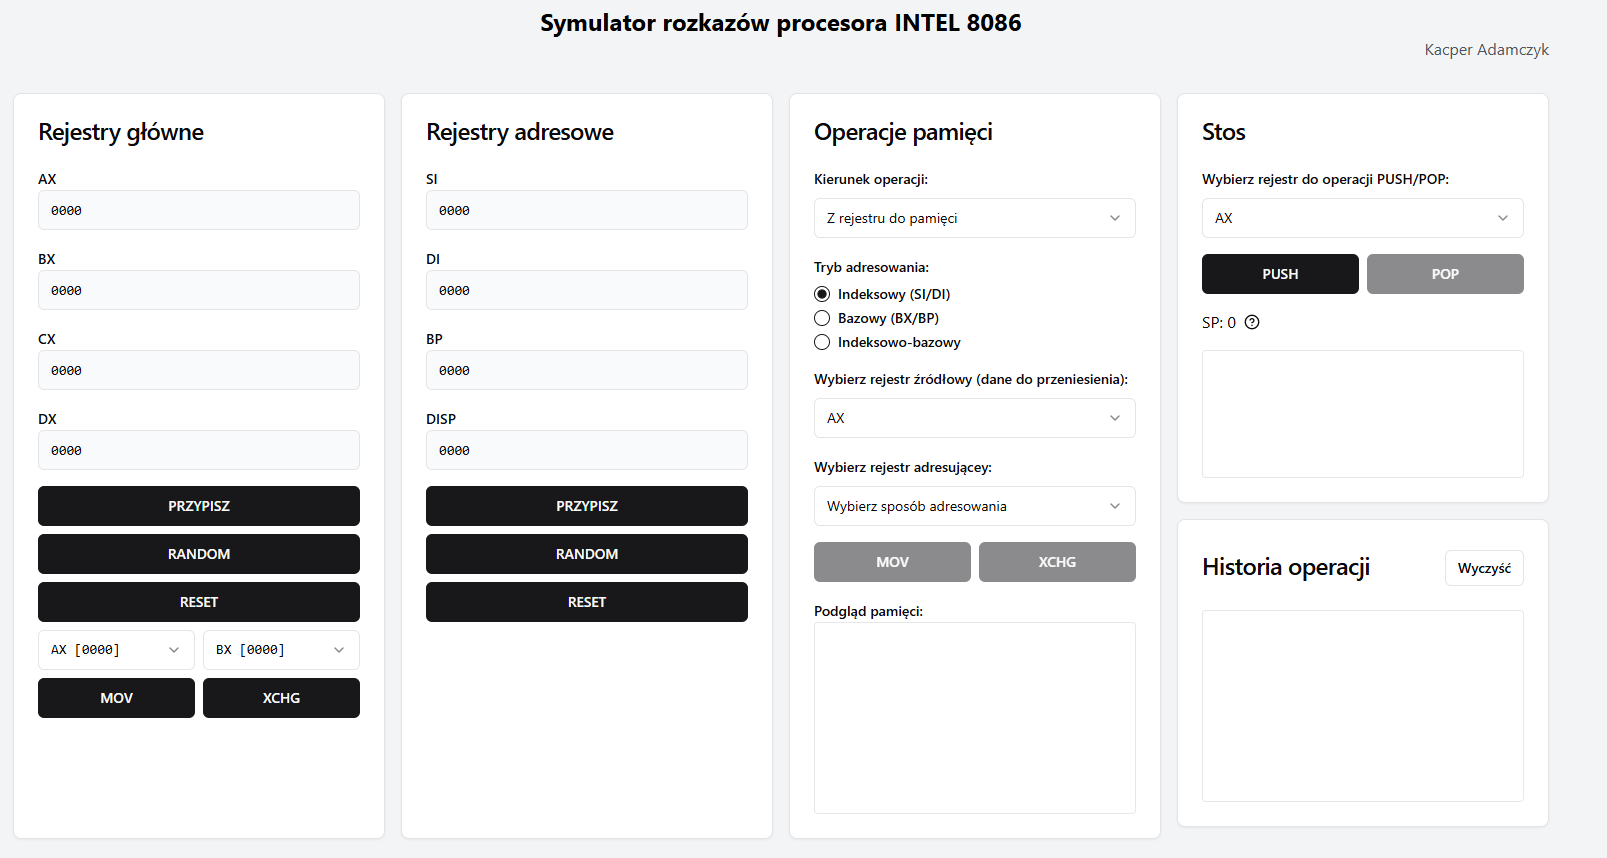 Symulator rozkazów procesora INTEL 8086
Kacper Adamczyk
Rejestry główne
AX
0000
BX
0000
CX
0000
DX
0000
PRZYPISZ
RANDOM
RESET
AX [0000]
BX [0000]
MOV
XCHG
Rejestry adresowe
SI
0000
DI
0000
BP
0000
DISP
0000
PRZYPISZ
RANDOM
RESET
Operacje pamięci
Kierunek operacji:
Z rejestru do pamięci
Tryb adresowania:
Indeksowy (SI/DI)
Bazowy (BX/BP)
Indeksowo-bazowy
Wybierz rejestr źródłowy (dane do przeniesienia):
AX
Wybierz rejestr adresującey:
Wybierz sposób adresowania
MOV
XCHG
Podgląd pamięci:
Stos
Wybierz rejestr do operacji PUSH/POP:
AX
PUSH
POP
SP: 0
Historia operacji
Wyczyść